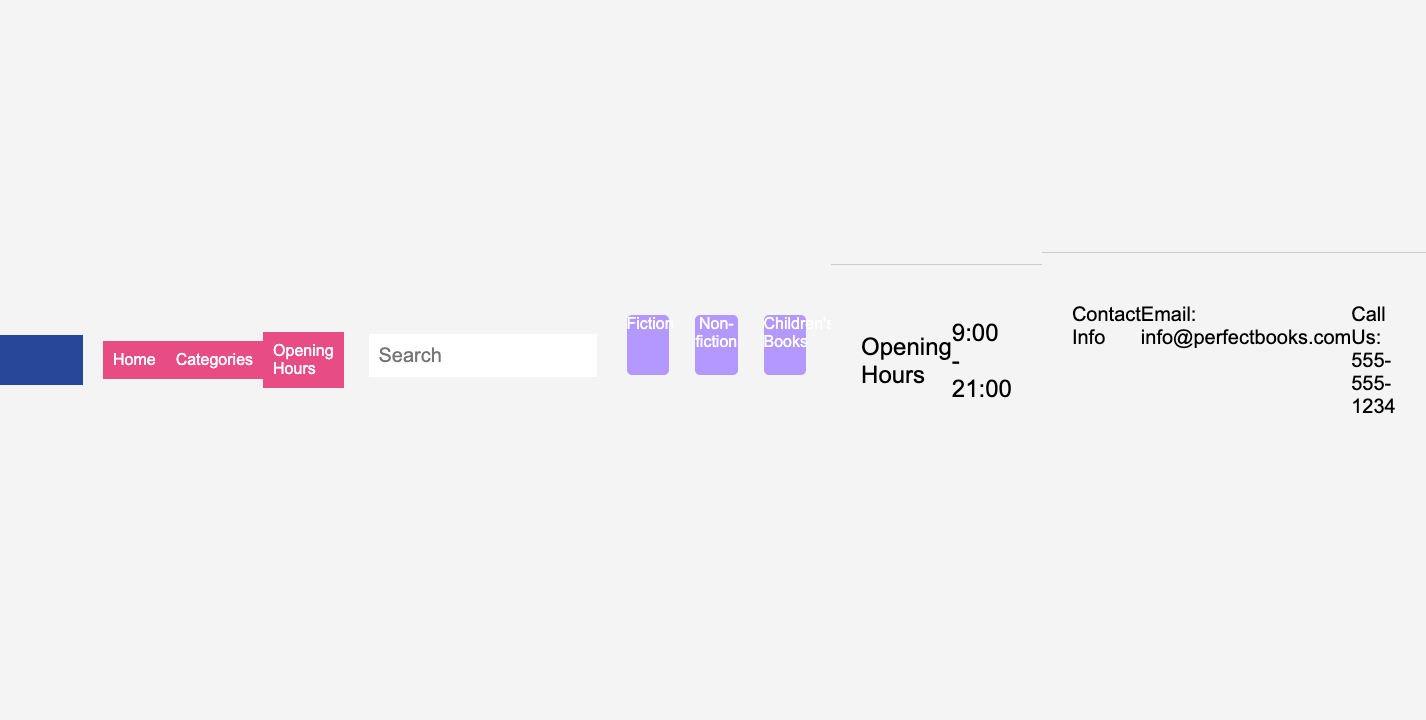 Home
Categories
Opening
Hours
Search
Fiction
Non-
fiction
Children's
Books
Opening
Hours
9:00
-
21:00
Contact
Info
Email:
info@perfectbooks.com
Call
Us:
555-
555-
1234